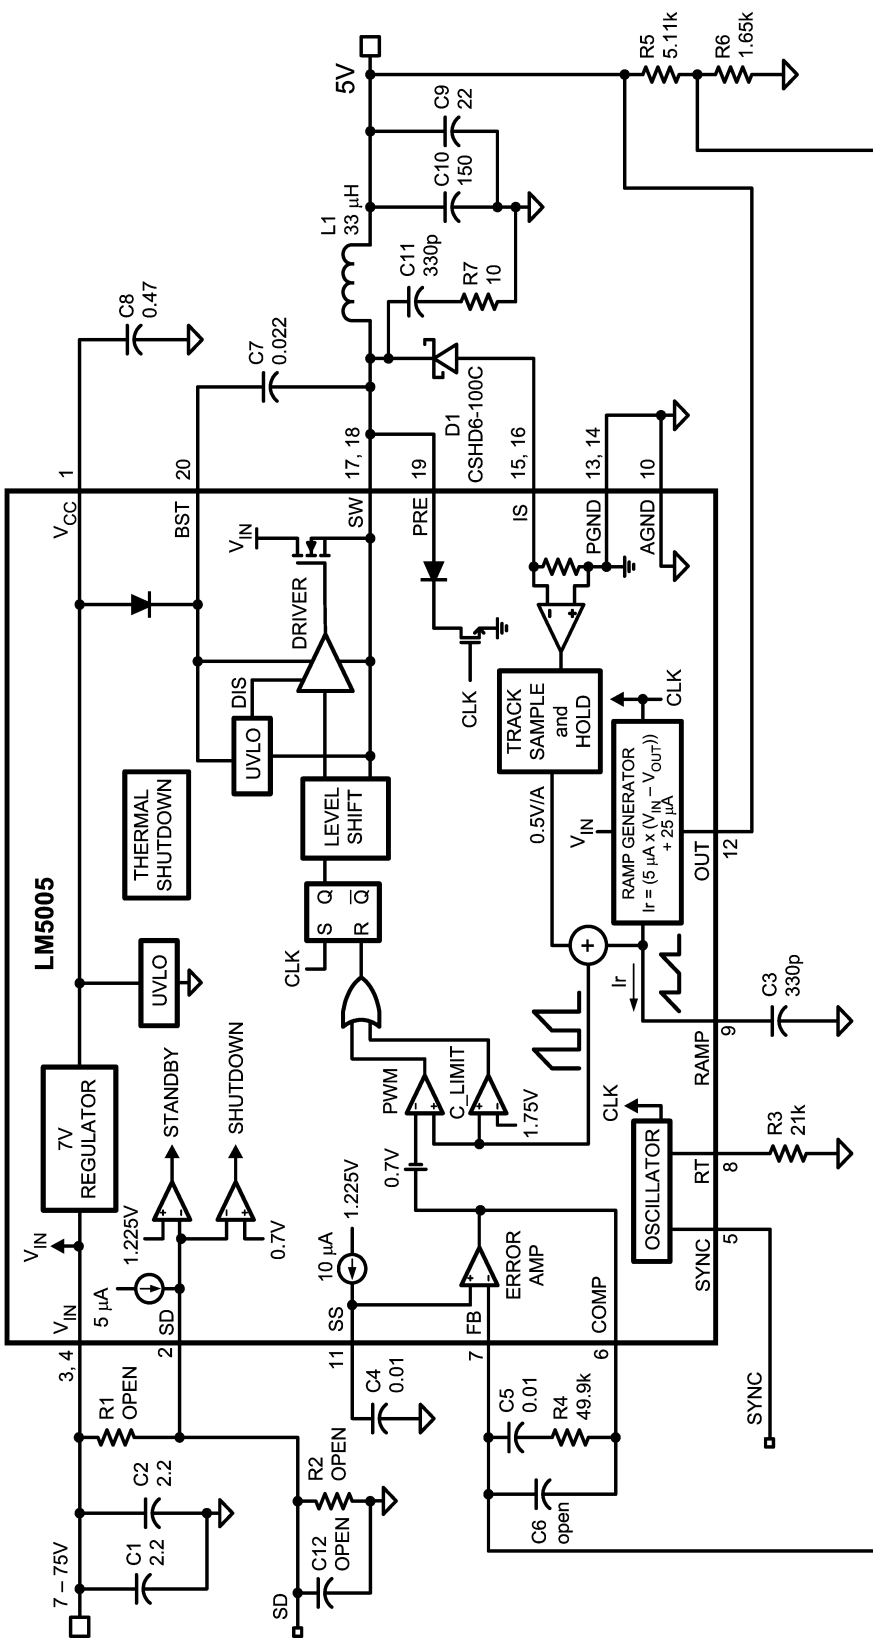 LM5005
7 – 75V
C1
2.2
C2
2.2
R1
OPEN
3, 4
V_IN
V_IN
7V
REGULATOR
UVLO
THERMAL
SHUTDOWN
V_CC
1
C8
0.47
SD
C12
OPEN
R2
OPEN
2
SD
5 µA
1.225V
STANDBY
SHUTDOWN
0.7V
UVLO
DIS
DRIVER
V_IN
BST
20
C7
0.022
LEVEL
SHIFT
CLK
S
Q
R
Q
SW
17, 18
L1
33 µH
5V
C4
0.01
11
SS
10 µA
1.225V
PWM
0.7V
C_LIMIT
1.75V
CLK
PRE
19
D1
CSHD6-100C
C11
330p
R7
10
C10
150
C9
22
7
FB
ERROR
AMP
C5
0.01
R4
49.9k
C6
open
6
COMP
TRACK
SAMPLE
and
HOLD
0.5V/A
IS
15, 16
PGND
13, 14
AGND
10
+
V_IN
RAMP GENERATOR
Ir = (5 µA x (V_IN – V_OUT))
+ 25 µA
CLK
Ir
OSCILLATOR
CLK
SYNC
SYNC
5
RT
8
R3
21k
RAMP
9
C3
330p
OUT
12
R5
5.11k
R6
1.65k